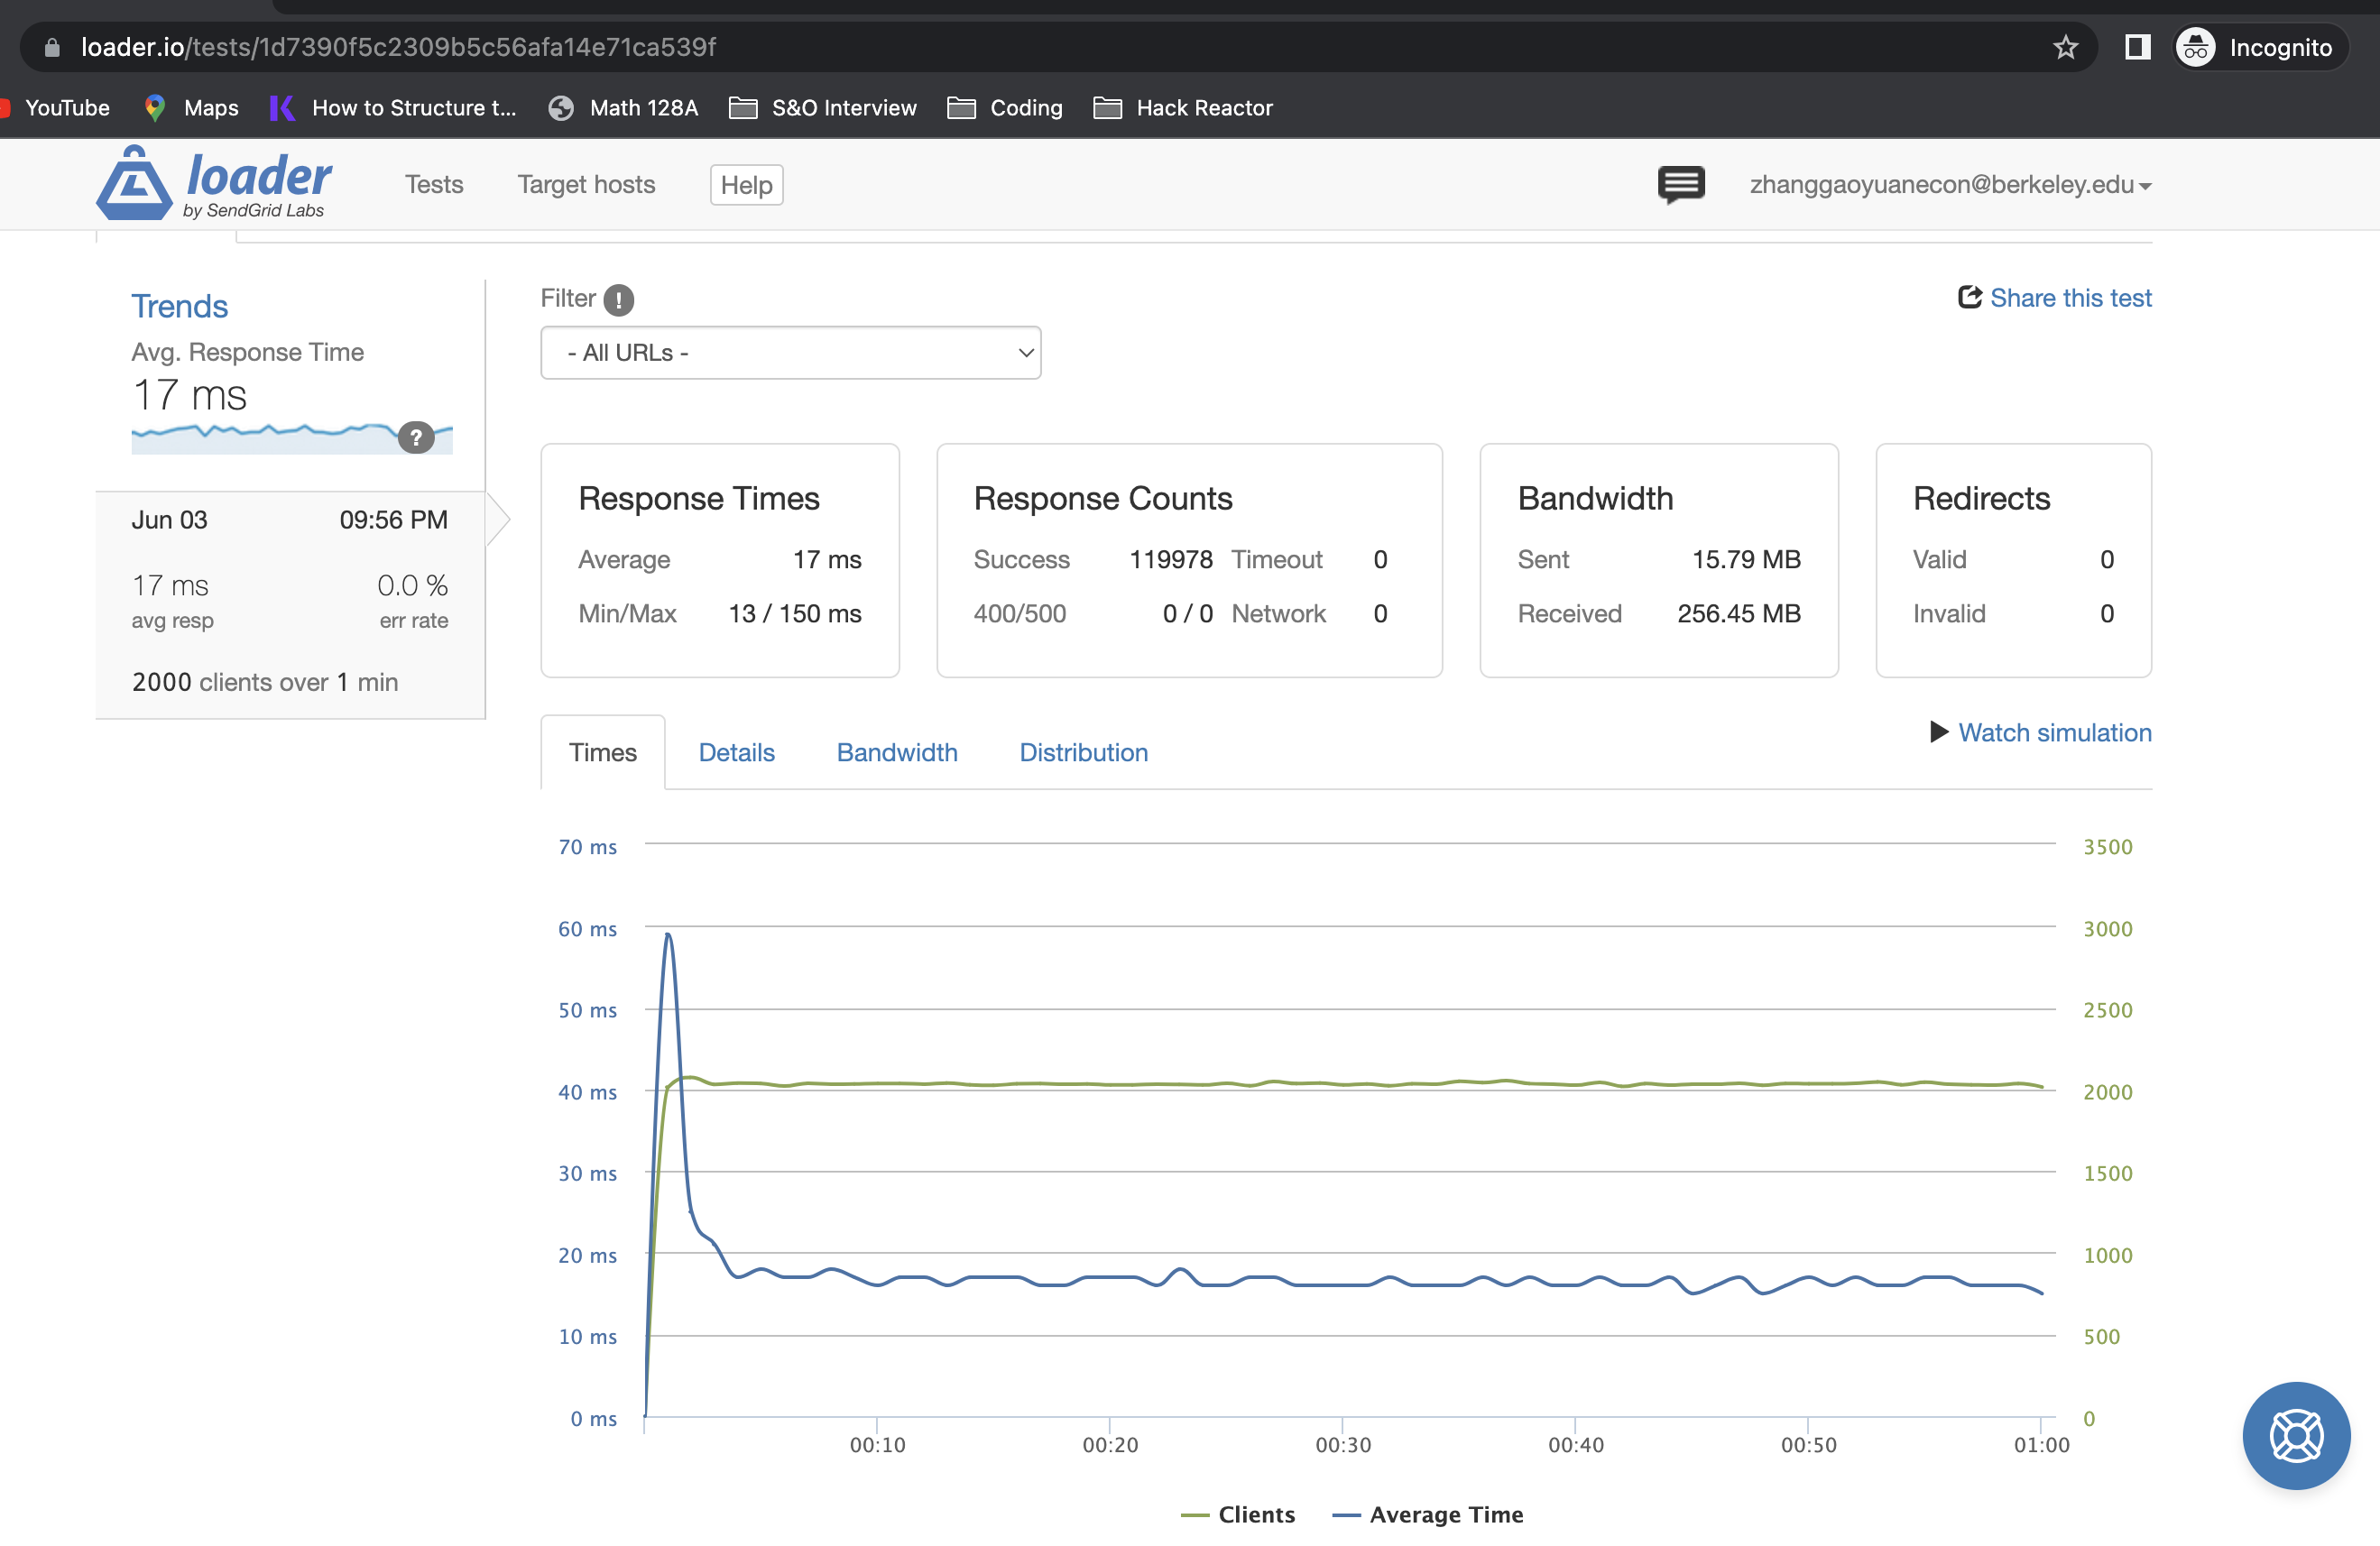 loader.io/tests/1d7390f5c2309b5c56afa14e71ca539f
Incognito
YouTube
Maps
How to Structure t...
Math 128A
S&O Interview
Coding
Hack Reactor
loader
by SendGrid Labs
Tests
Target hosts
Help
zhanggaoyuanecon@berkeley.edu
Trends
Avg. Response Time
17 ms
?
Jun 03 09:56 PM
17 ms 0.0 %
avg resp err rate
2000 clients over 1 min
Filter !
- All URLs -
Share this test
Response Times
Average 17 ms
Min/Max 13 / 150 ms
Response Counts
Success 119978 Timeout 0
400/500 0 / 0 Network 0
Bandwidth
Sent 15.79 MB
Received 256.45 MB
Redirects
Valid 0
Invalid 0
Times
Details
Bandwidth
Distribution
Watch simulation
70 ms 3500
60 ms 3000
50 ms 2500
40 ms 2000
30 ms 1500
20 ms 1000
10 ms 500
0 ms 0
00:10 00:20 00:30 00:40 00:50 01:00
Clients Average Time